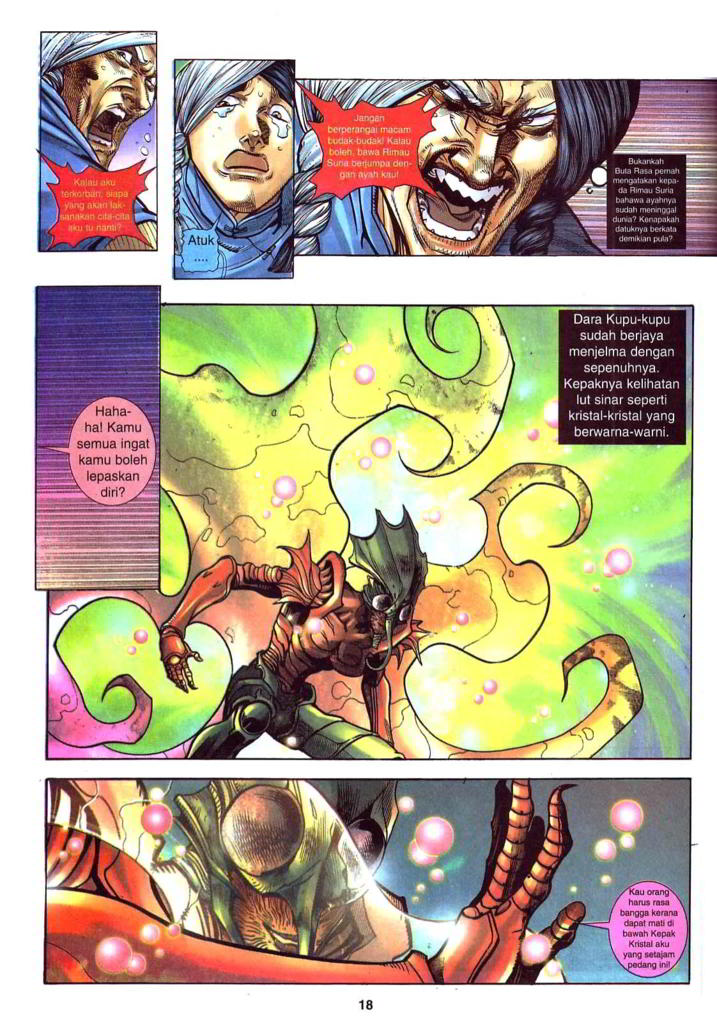 Kalau aku
terkorban, siapa
yang akan lak-
sanakan cita-cita
aku tu nanti?
Atuk
....
Jangan
berperangai macam
budak-budak! Kalau
boleh, bawa Rimau
Suria berjumpa den-
gan ayah kau!
Bukankah
Buta Rasa pernah
mengatakan kepa-
da Rimau Suria
bahawa ayahnya
sudah meninggal
dunia? Kenapakah
datuknya berkata
demikian pula?
Haha-
ha! Kamu
semua ingat
kamu boleh
lepaskan
diri?
Dara Kupu-kupu
sudah berjaya
menjelma dengan
sepenuhnya.
Kepaknya kelihatan
lut sinar seperti
kristal-kristal yang
berwarna-warni.
Kau orang
harus rasa
bangga kerana
dapat mati di
bawah Kepak
Kristal aku
yang setajam
pedang ini!
18